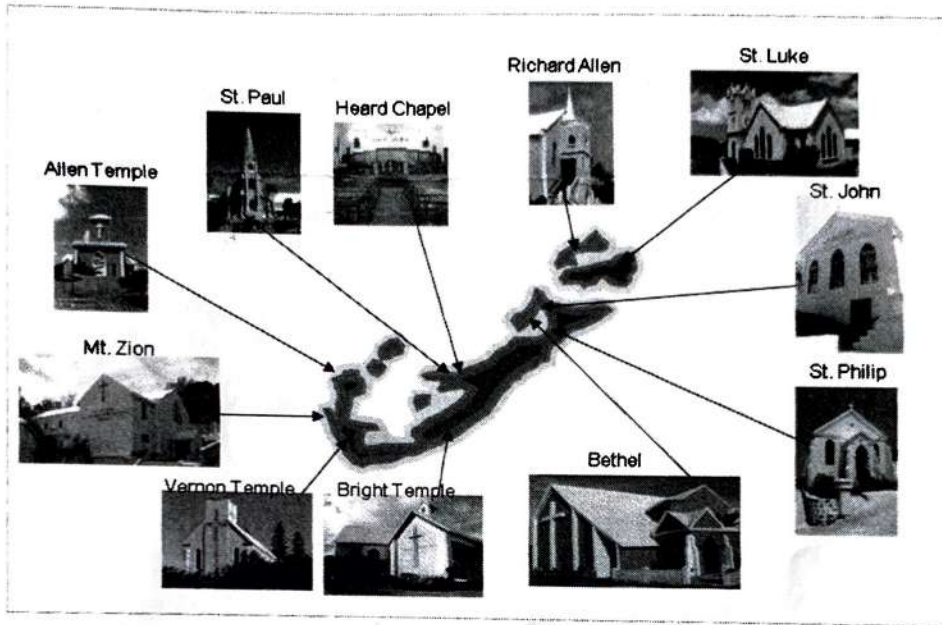 Richard Allen
St. Luke
St. Paul
Heard Chapel
Allen Temple
St. John
Mt. Zion
St. Philip
Bethel
Vernon Temple
Bright Temple